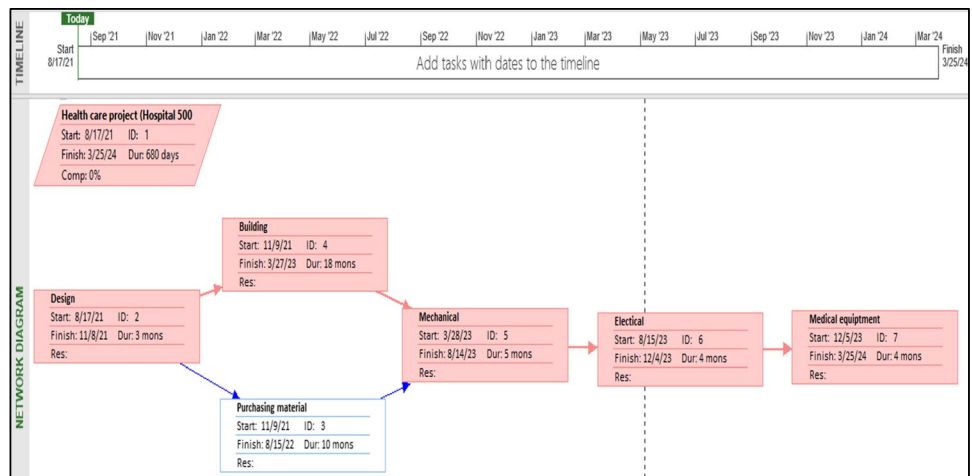 TIMELINE
Today
Sep '21 Nov '21 Jan '22 Mar '22 May '22 Jul '22 Sep '22 Nov '22 Jan '23 Mar '23 May '23 Jul '23 Sep '23 Nov '23 Jan '24 Mar '24
Start
8/17/21
Add tasks with dates to the timeline
Finish
3/25/24
NETWORK DIAGRAM
Health care project (Hospital 500
Start: 8/17/21 ID: 1
Finish: 3/25/24 Dur: 680 days
Comp: 0%
Building
Start: 11/9/21 ID: 4
Finish: 3/27/23 Dur: 18 mons
Res:
Design
Start: 8/17/21 ID: 2
Finish: 11/8/21 Dur: 3 mons
Res:
Mechanical
Start: 3/28/23 ID: 5
Finish: 8/14/23 Dur: 5 mons
Res:
Electical
Start: 8/15/23 ID: 6
Finish: 12/4/23 Dur: 4 mons
Res:
Medical equiptment
Start: 12/5/23 ID: 7
Finish: 3/25/24 Dur: 4 mons
Res:
Purchasing material
Start: 11/9/21 ID: 3
Finish: 8/15/22 Dur: 10 mons
Res: